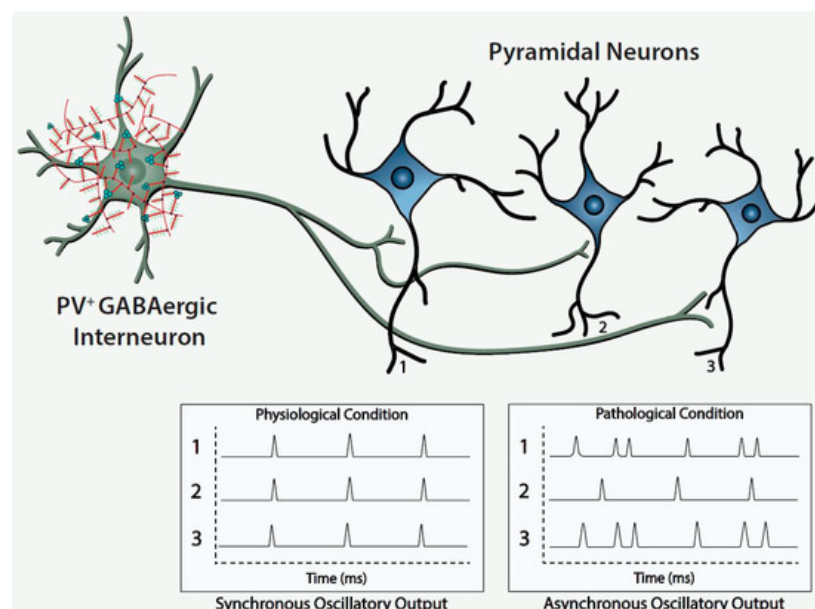 Pyramidal Neurons
PV⁺ GABAergic
Interneuron
1
2
3
Physiological Condition
1
2
3
Time (ms)
Synchronous Oscillatory Output
Pathological Condition
1
2
3
Time (ms)
Asynchronous Oscillatory Output